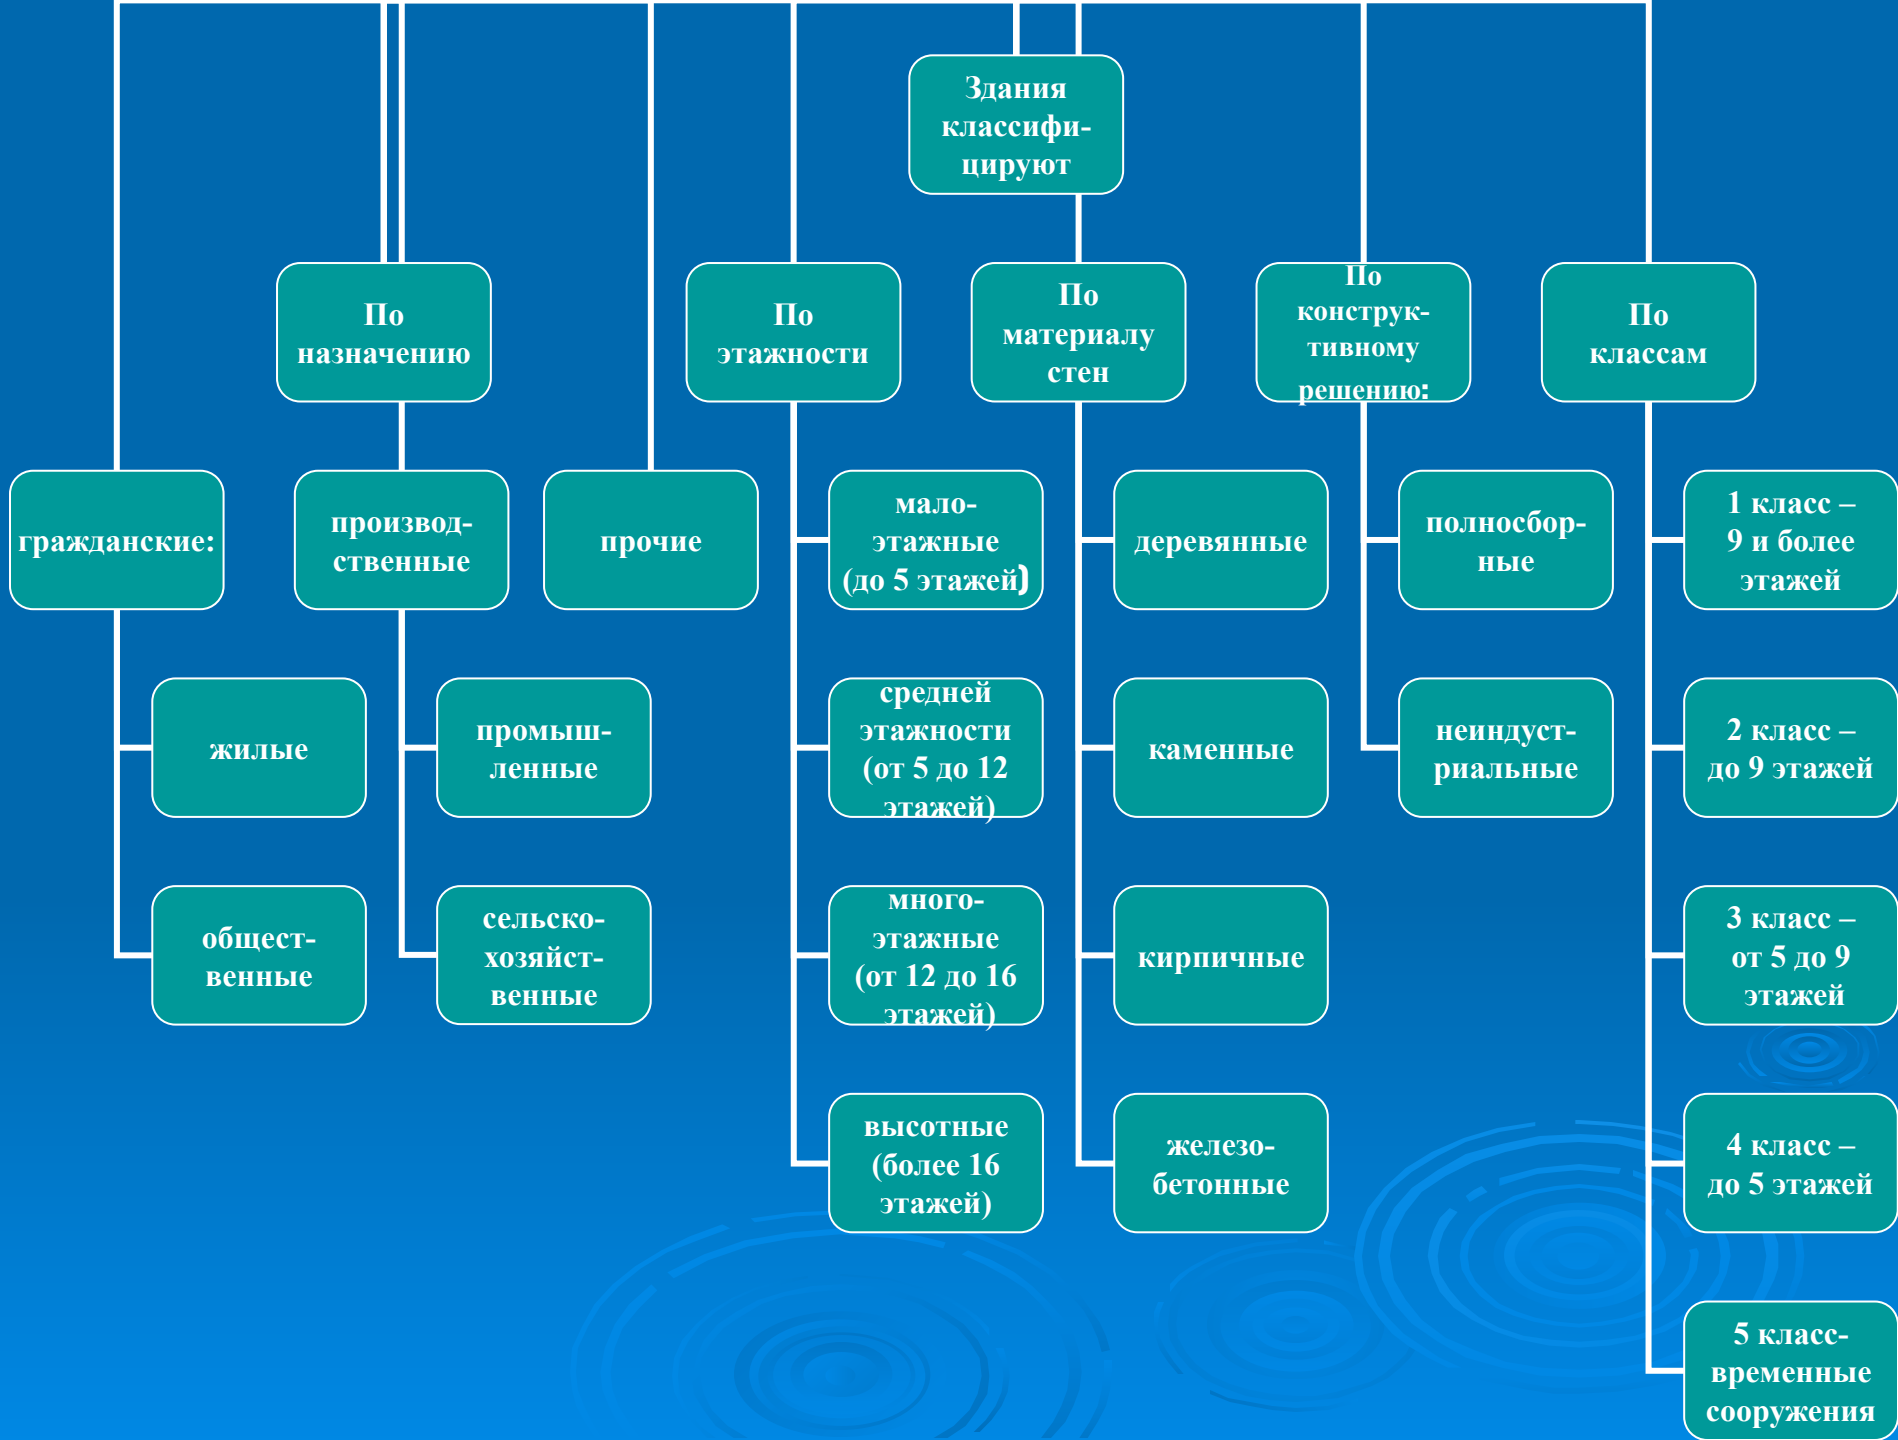 Здания
классифи-
цируют
По
назначению
По
этажности
По
материалу
стен
По
конструк-
тивному
решению:
По
классам
гражданские:
производ-
ственные
прочие
мало-
этажные
(до 5 этажей)
деревянные
полносбор-
ные
1 класс –
9 и более
этажей
жилые
промыш-
ленные
средней
этажности
(от 5 до 12
этажей)
каменные
неиндуст-
риальные
2 класс –
до 9 этажей
общест-
венные
сельско-
хозяйст-
венные
много-
этажные
(от 12 до 16
этажей)
кирпичные
3 класс –
от 5 до 9
этажей
высотные
(более 16
этажей)
железо-
бетонные
4 класс –
до 5 этажей
5 класс-
временные
сооружения